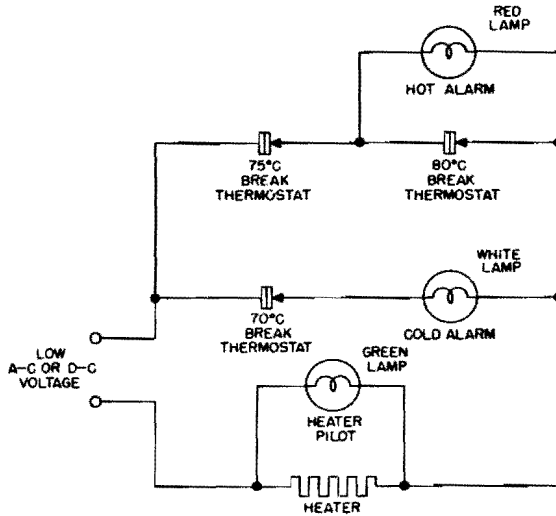 RED
LAMP
HOT ALARM
75°C
BREAK
THERMOSTAT
80°C
BREAK
THERMOSTAT
WHITE
LAMP
70°C
BREAK
THERMOSTAT
COLD ALARM
LOW
A-C OR D-C
VOLTAGE
GREEN
LAMP
HEATER
PILOT
HEATER